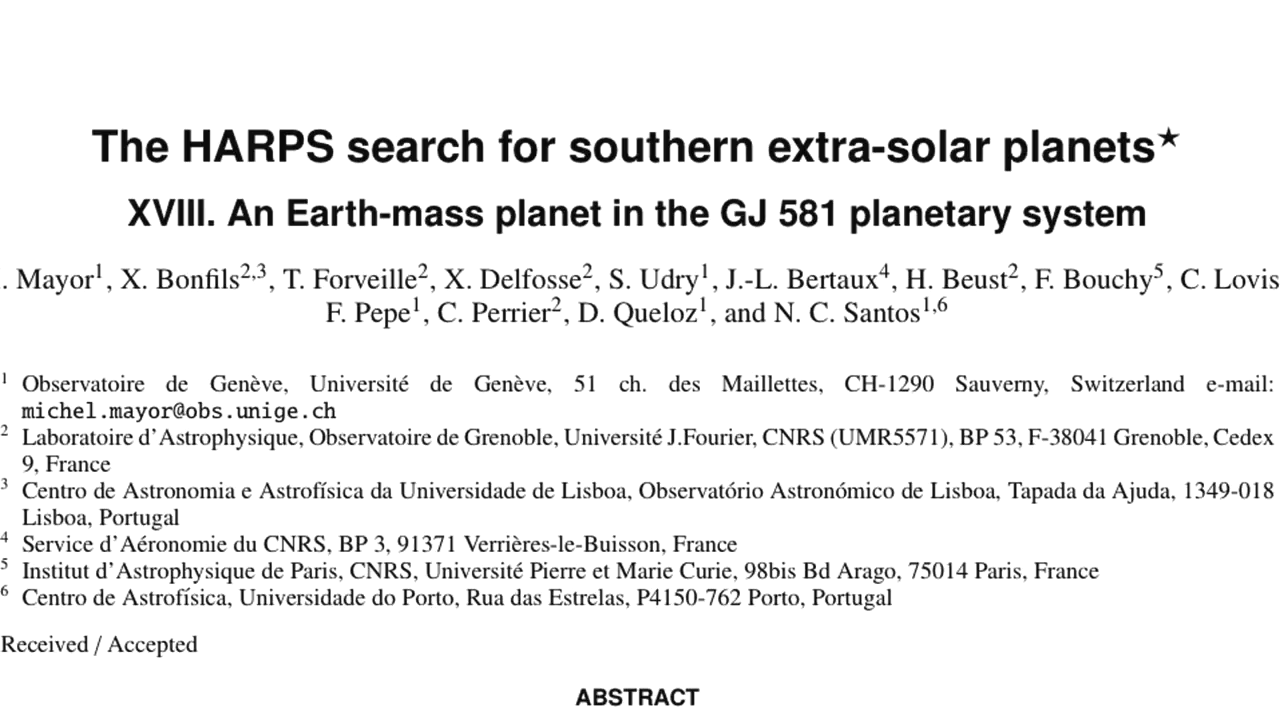 The HARPS search for southern extra-solar planets★
XVIII. An Earth-mass planet in the GJ 581 planetary system
. Mayor1, X. Bonfils2,3, T. Forveille2, X. Delfosse2, S. Udry1, J.-L. Bertaux4, H. Beust2, F. Bouchy5, C. Lovis
F. Pepe1, C. Perrier2, D. Queloz1, and N. C. Santos1,6
1 Observatoire de Genève, Université de Genève, 51 ch. des Maillettes, CH-1290 Sauverny, Switzerland e-mail:
michel.mayor@obs.unige.ch
2 Laboratoire d'Astrophysique, Observatoire de Grenoble, Université J.Fourier, CNRS (UMR5571), BP 53, F-38041 Grenoble, Cedex
9, France
3 Centro de Astronomia e Astrofísica da Universidade de Lisboa, Observatório Astronómico de Lisboa, Tapada da Ajuda, 1349-018
Lisboa, Portugal
4 Service d'Aéronomie du CNRS, BP 3, 91371 Verrières-le-Buisson, France
5 Institut d'Astrophysique de Paris, CNRS, Université Pierre et Marie Curie, 98bis Bd Arago, 75014 Paris, France
6 Centro de Astrofísica, Universidade do Porto, Rua das Estrelas, P4150-762 Porto, Portugal
Received / Accepted
ABSTRACT